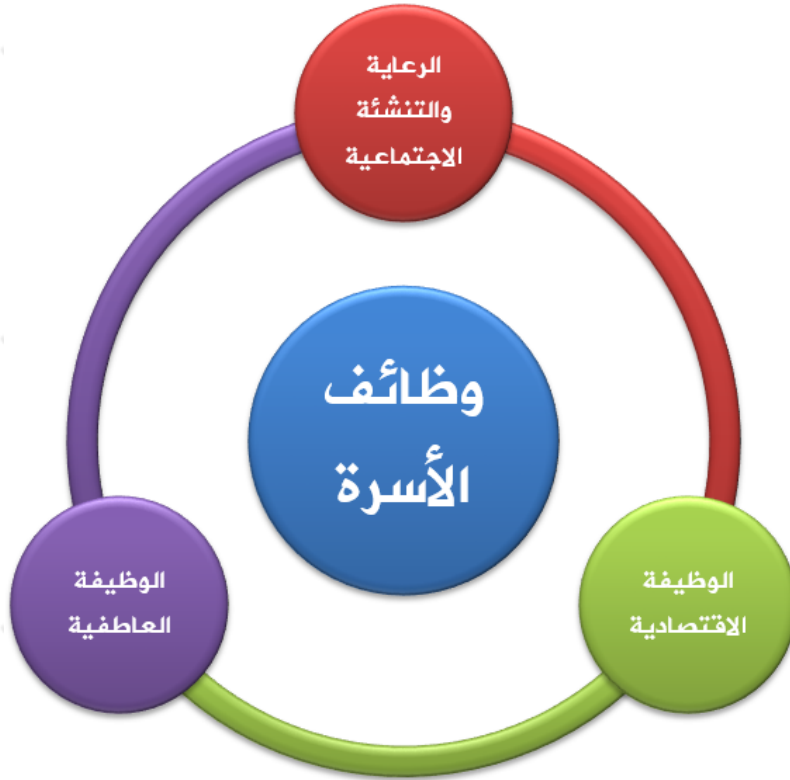 الرعاية
والتنشئة
الاجتماعية
وظائف
الأسرة
الوظيفة
الاقتصادية
الوظيفة
العاطفية